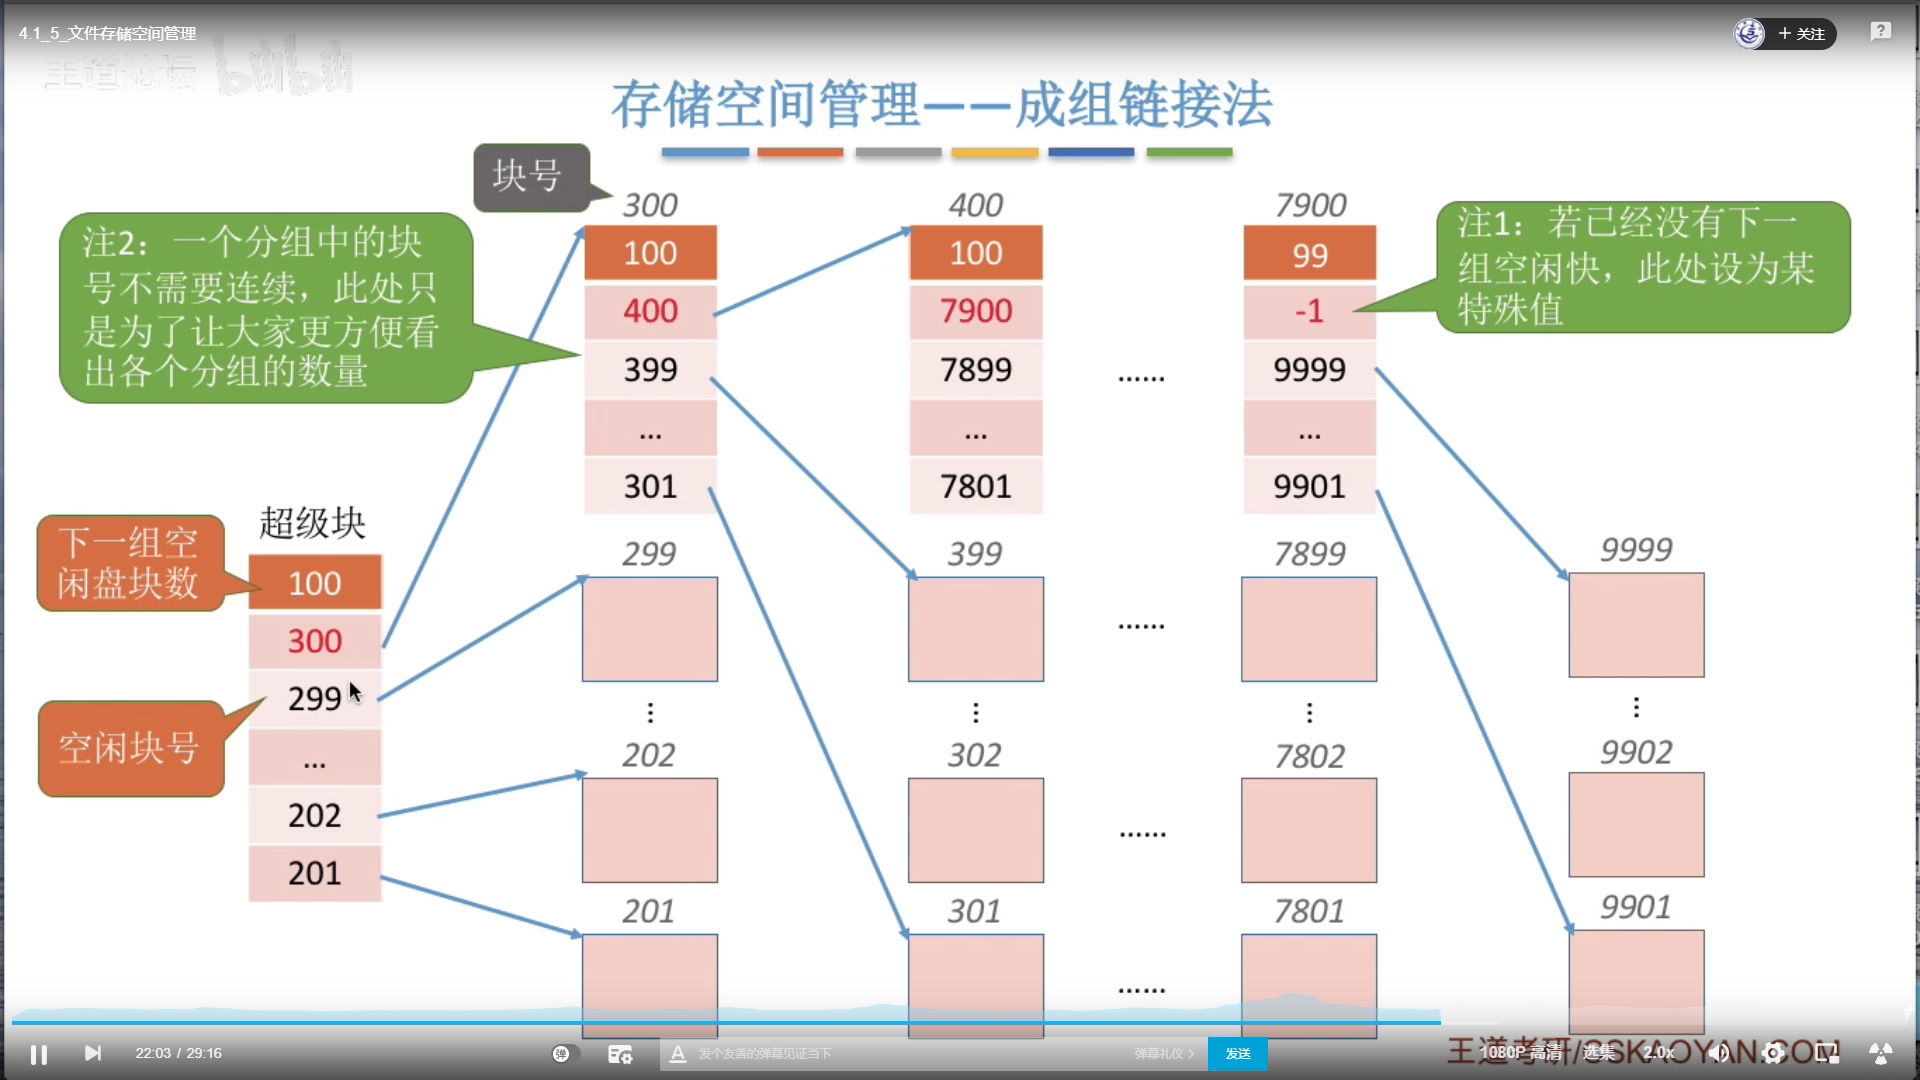 4.1_5_文件存储空间管理
+ 关注
王道论坛 bilibili
存储空间管理——成组链接法
块号
300
400
7900
注2：一个分组中的块
号不需要连续，此处只
是为了让大家更方便看
出各个分组的数量
100
400
399
...
301
100
7900
7899
...
7801
......
99
-1
9999
...
9901
注1：若已经没有下一
组空闲快，此处设为某
特殊值
下一组空
闲盘块数
超级块
100
300
299
...
202
201
空闲块号
299
399
7899
9999
......
202
302
7802
9902
......
201
301
7801
9901
......
22:03 / 29:16
弹
A
发个友善的弹幕见证当下
弹幕礼仪 >
发送
王道考研/CSKAOYAN.COM
1080P 高清
选集
2.0x